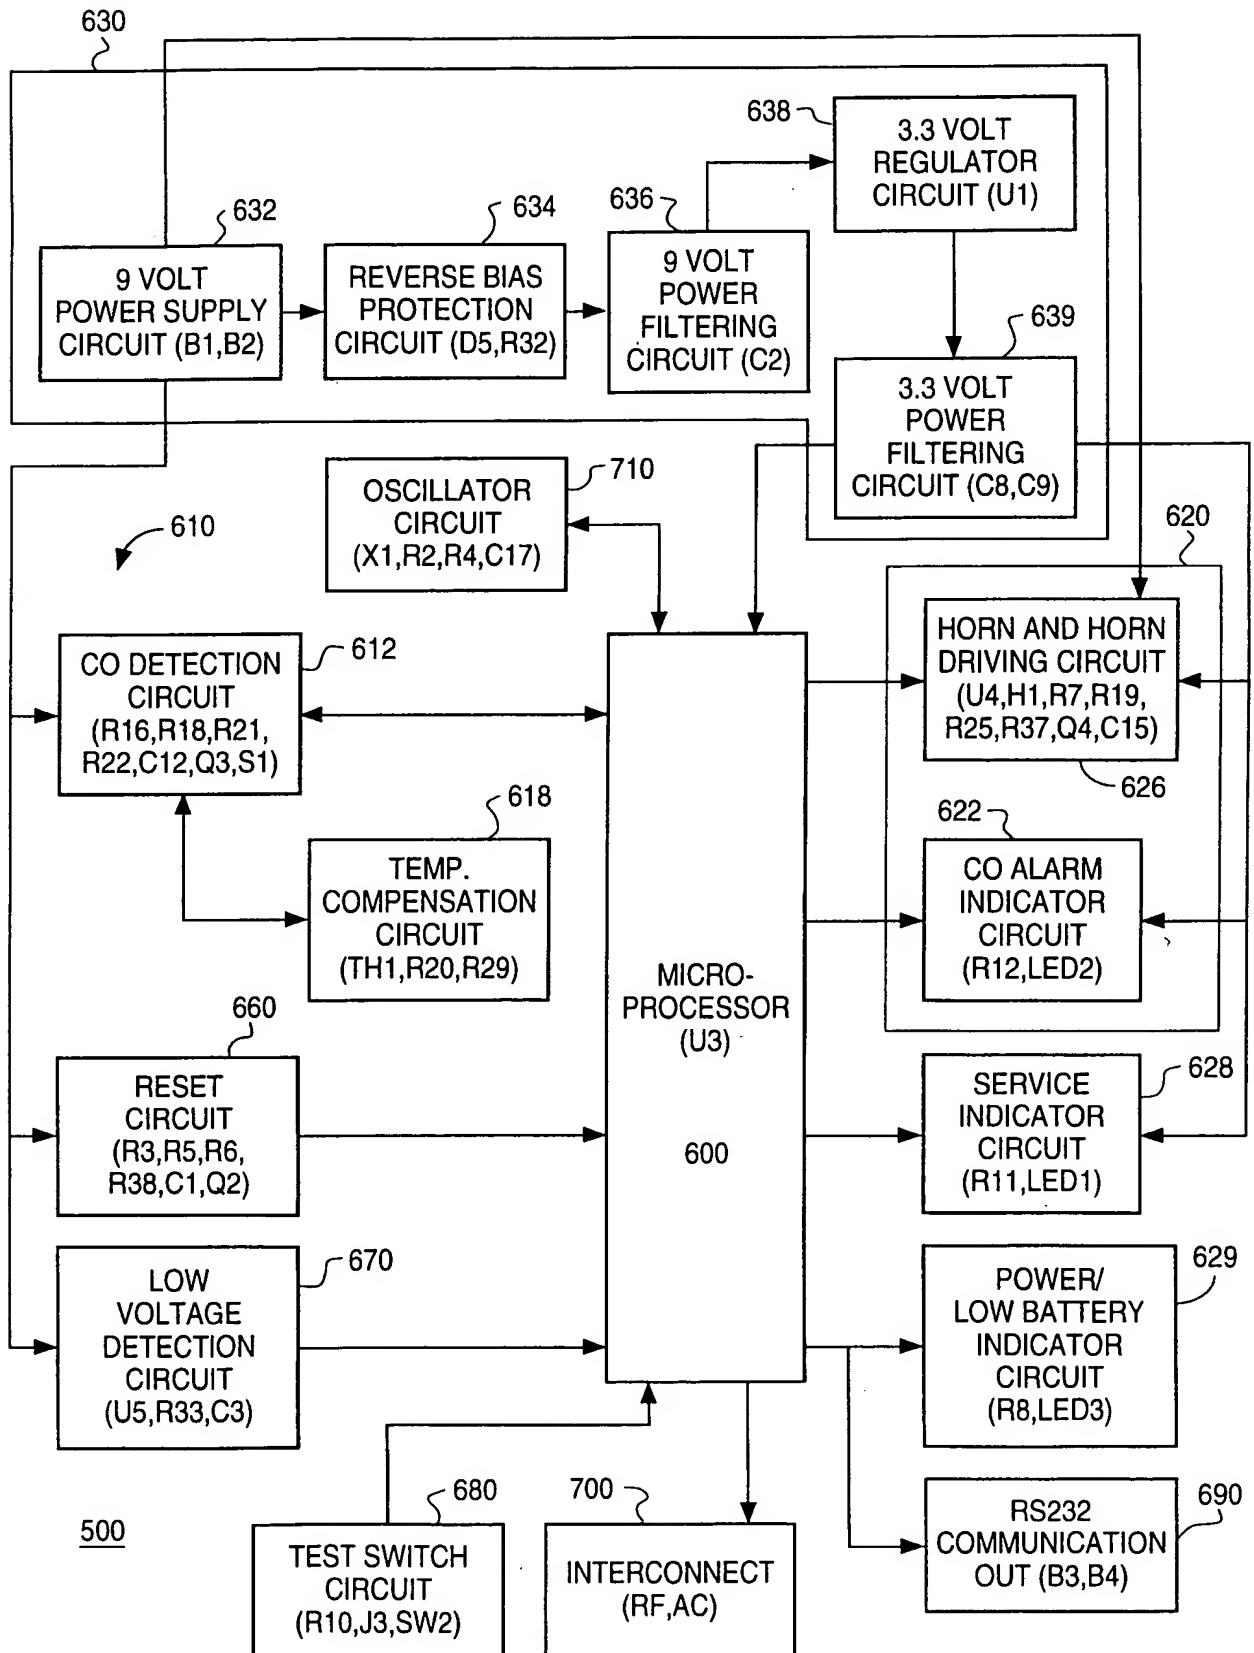 630
638
3.3 VOLT
REGULATOR
CIRCUIT (U1)
632
9 VOLT
POWER SUPPLY
CIRCUIT (B1,B2)
634
REVERSE BIAS
PROTECTION
CIRCUIT (D5,R32)
636
9 VOLT
POWER
FILTERING
CIRCUIT (C2)
639
3.3 VOLT
POWER
FILTERING
CIRCUIT (C8,C9)
710
OSCILLATOR
CIRCUIT
(X1,R2,R4,C17)
610
620
612
CO DETECTION
CIRCUIT
(R16,R18,R21,
R22,C12,Q3,S1)
HORN AND HORN
DRIVING CIRCUIT
(U4,H1,R7,R19,
R25,R37,Q4,C15)
626
618
TEMP.
COMPENSATION
CIRCUIT
(TH1,R20,R29)
622
CO ALARM
INDICATOR
CIRCUIT
(R12,LED2)
MICRO-
PROCESSOR
(U3)
600
660
RESET
CIRCUIT
(R3,R5,R6,
R38,C1,Q2)
628
SERVICE
INDICATOR
CIRCUIT
(R11,LED1)
670
LOW
VOLTAGE
DETECTION
CIRCUIT
(U5,R33,C3)
629
POWER/
LOW BATTERY
INDICATOR
CIRCUIT
(R8,LED3)
500
680
TEST SWITCH
CIRCUIT
(R10,J3,SW2)
700
INTERCONNECT
(RF,AC)
690
RS232
COMMUNICATION
OUT (B3,B4)